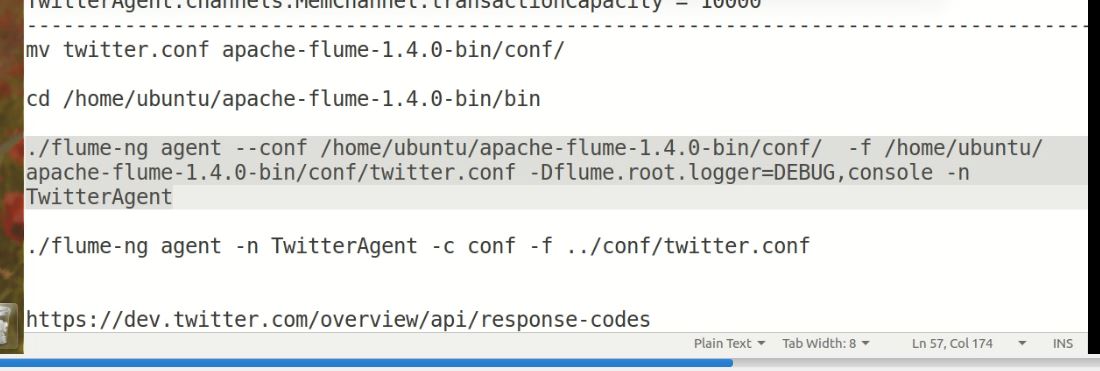 TwitterAgent.channels.MemChannel.transactionCapacity = 10000
-----------------------------------------------------------------------------------------
mv twitter.conf apache-flume-1.4.0-bin/conf/
cd /home/ubuntu/apache-flume-1.4.0-bin/bin
./flume-ng agent --conf /home/ubuntu/apache-flume-1.4.0-bin/conf/  -f /home/ubuntu/
apache-flume-1.4.0-bin/conf/twitter.conf -Dflume.root.logger=DEBUG,console -n
TwitterAgent
./flume-ng agent -n TwitterAgent -c conf -f ../conf/twitter.conf
https://dev.twitter.com/overview/api/response-codes
Plain Text Tab Width: 8 Ln 57, Col 174 INS